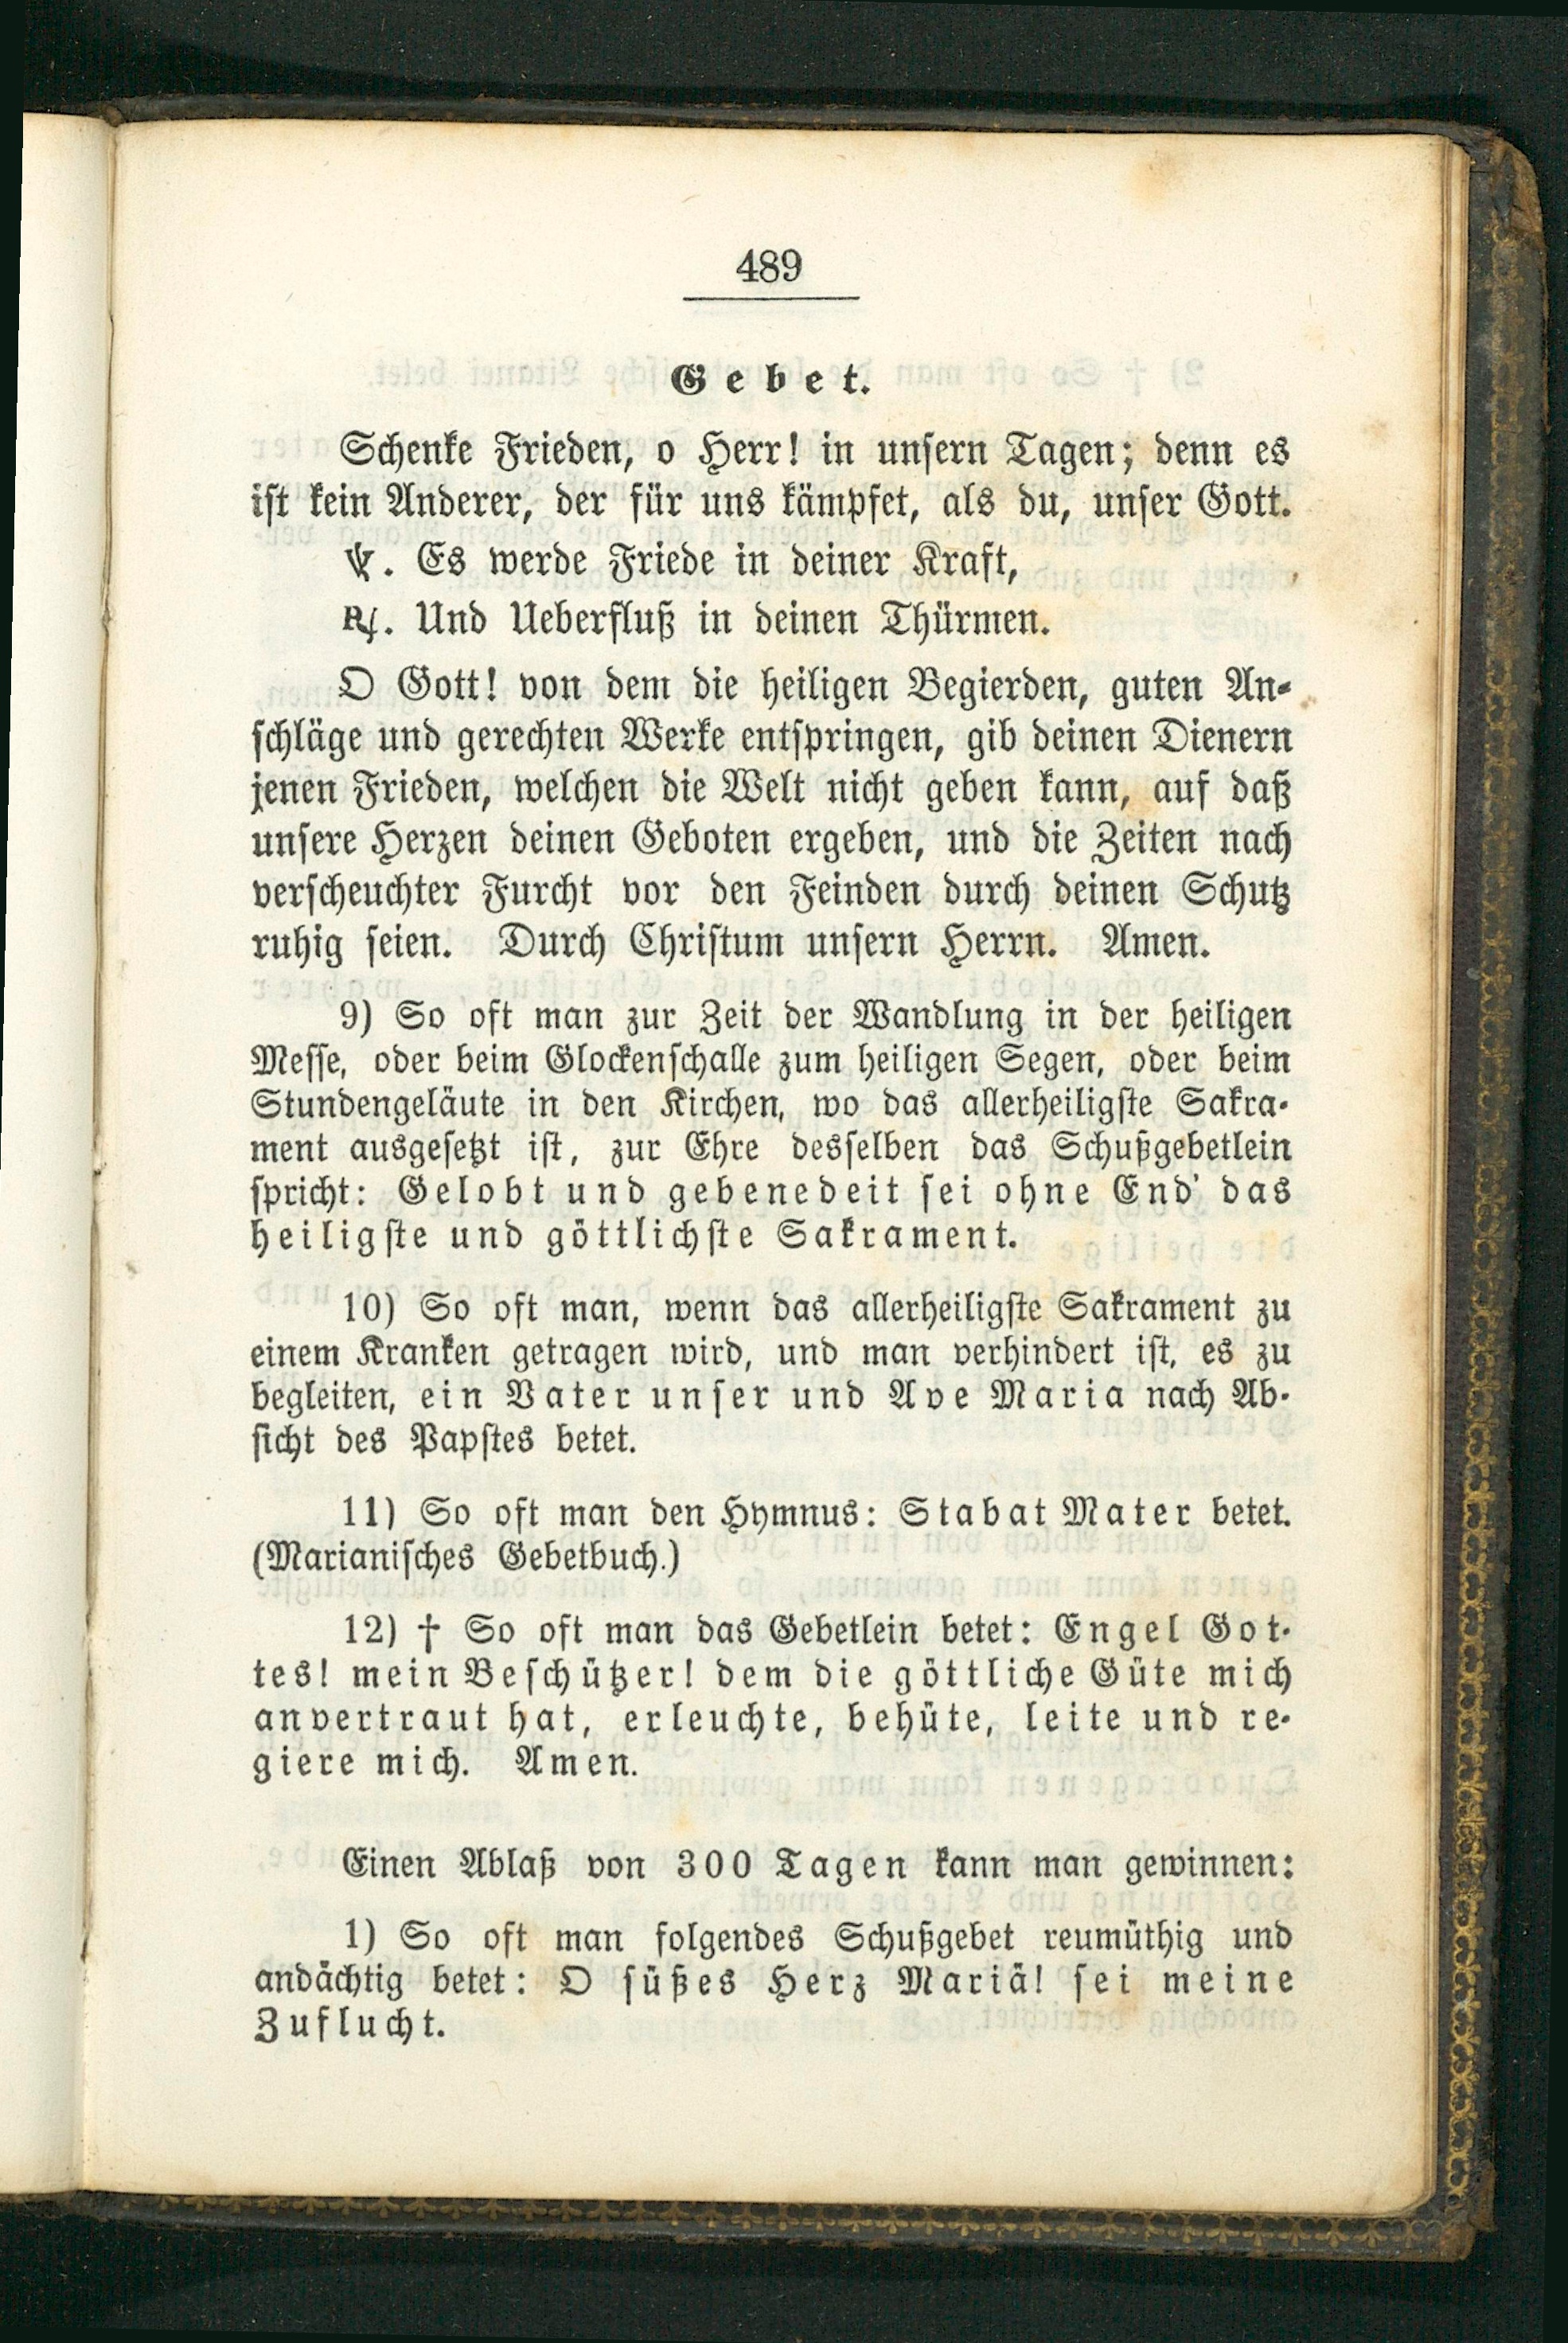 489
Gebet.
Schenke Frieden, o Herr! in unsern Tagen; denn es
ist kein Anderer, der für uns kämpfet, als du, unser Gott.
℣. Es werde Friede in deiner Kraft,
℟. Und Ueberfluß in deinen Thürmen.
O Gott! von dem die heiligen Begierden, guten An-
schläge und gerechten Werke entspringen, gib deinen Dienern
jenen Frieden, welchen die Welt nicht geben kann, auf daß
unsere Herzen deinen Geboten ergeben, und die Zeiten nach
verscheuchter Furcht vor den Feinden durch deinen Schutz
ruhig seien. Durch Christum unsern Herrn. Amen.
9) So oft man zur Zeit der Wandlung in der heiligen
Messe, oder beim Glockenschalle zum heiligen Segen, oder beim
Stundengeläute in den Kirchen, wo das allerheiligste Sakra-
ment ausgesetzt ist, zur Ehre desselben das Schußgebetlein
spricht: Gelobt und gebenedeit sei ohne End' das
heiligste und göttlichste Sakrament.
10) So oft man, wenn das allerheiligste Sakrament zu
einem Kranken getragen wird, und man verhindert ist, es zu
begleiten, ein Vater unser und Ave Maria nach Ab-
sicht des Papstes betet.
11) So oft man den Hymnus: Stabat Mater betet.
(Marianisches Gebetbuch.)
12) † So oft man das Gebetlein betet: Engel Got-
tes! mein Beschützer! dem die göttliche Güte mich
anvertraut hat, erleuchte, behüte, leite und re-
giere mich. Amen.
Einen Ablaß von 300 Tagen kann man gewinnen:
1) So oft man folgendes Schußgebet reumüthig und
andächtig betet: O süßes Herz Mariä! sei meine
Zuflucht.